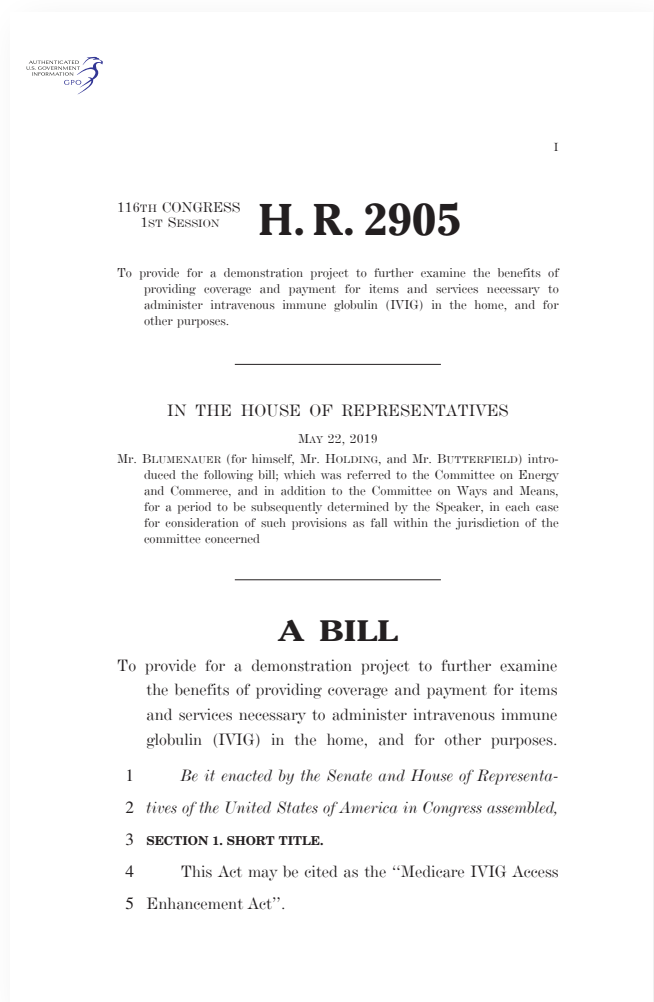 AUTHENTICATED
U.S. GOVERNMENT
INFORMATION
GPO
I
116TH CONGRESS
1ST SESSION
H. R. 2905
To provide for a demonstration project to further examine the benefits of
providing coverage and payment for items and services necessary to
administer intravenous immune globulin (IVIG) in the home, and for
other purposes.
IN THE HOUSE OF REPRESENTATIVES
MAY 22, 2019
Mr. BLUMENAUER (for himself, Mr. HOLDING, and Mr. BUTTERFIELD) intro-
duced the following bill; which was referred to the Committee on Energy
and Commerce, and in addition to the Committee on Ways and Means,
for a period to be subsequently determined by the Speaker, in each case
for consideration of such provisions as fall within the jurisdiction of the
committee concerned
A BILL
To provide for a demonstration project to further examine
the benefits of providing coverage and payment for items
and services necessary to administer intravenous immune
globulin (IVIG) in the home, and for other purposes.
1 Be it enacted by the Senate and House of Representa-
2 tives of the United States of America in Congress assembled,
3 SECTION 1. SHORT TITLE.
4 This Act may be cited as the ‘‘Medicare IVIG Access
5 Enhancement Act’’.